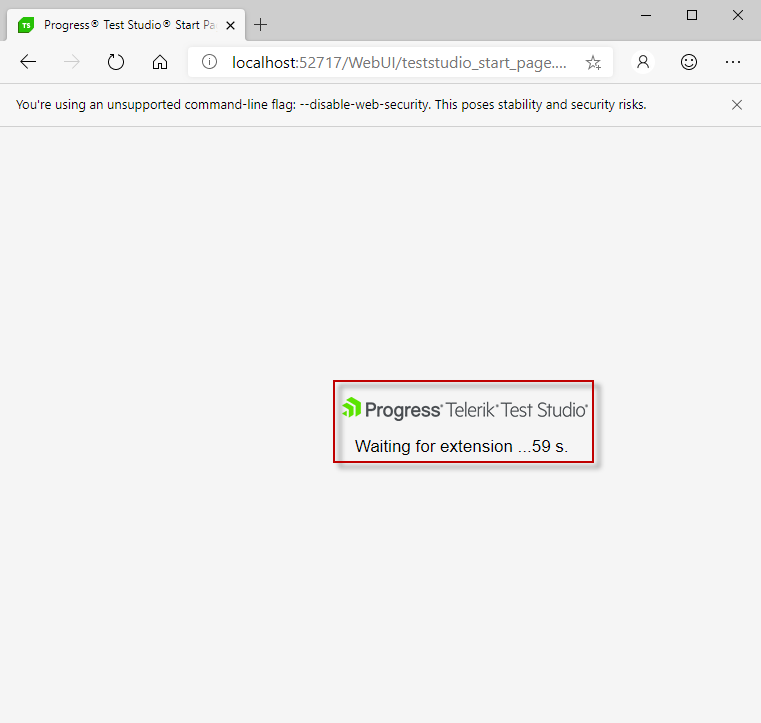 TS Progress® Test Studio® Start Pa
localhost:52717/WebUI/teststudio_start_page....
You're using an unsupported command-line flag: --disable-web-security. This poses stability and security risks.
Progress® Telerik® Test Studio®
Waiting for extension ...59 s.